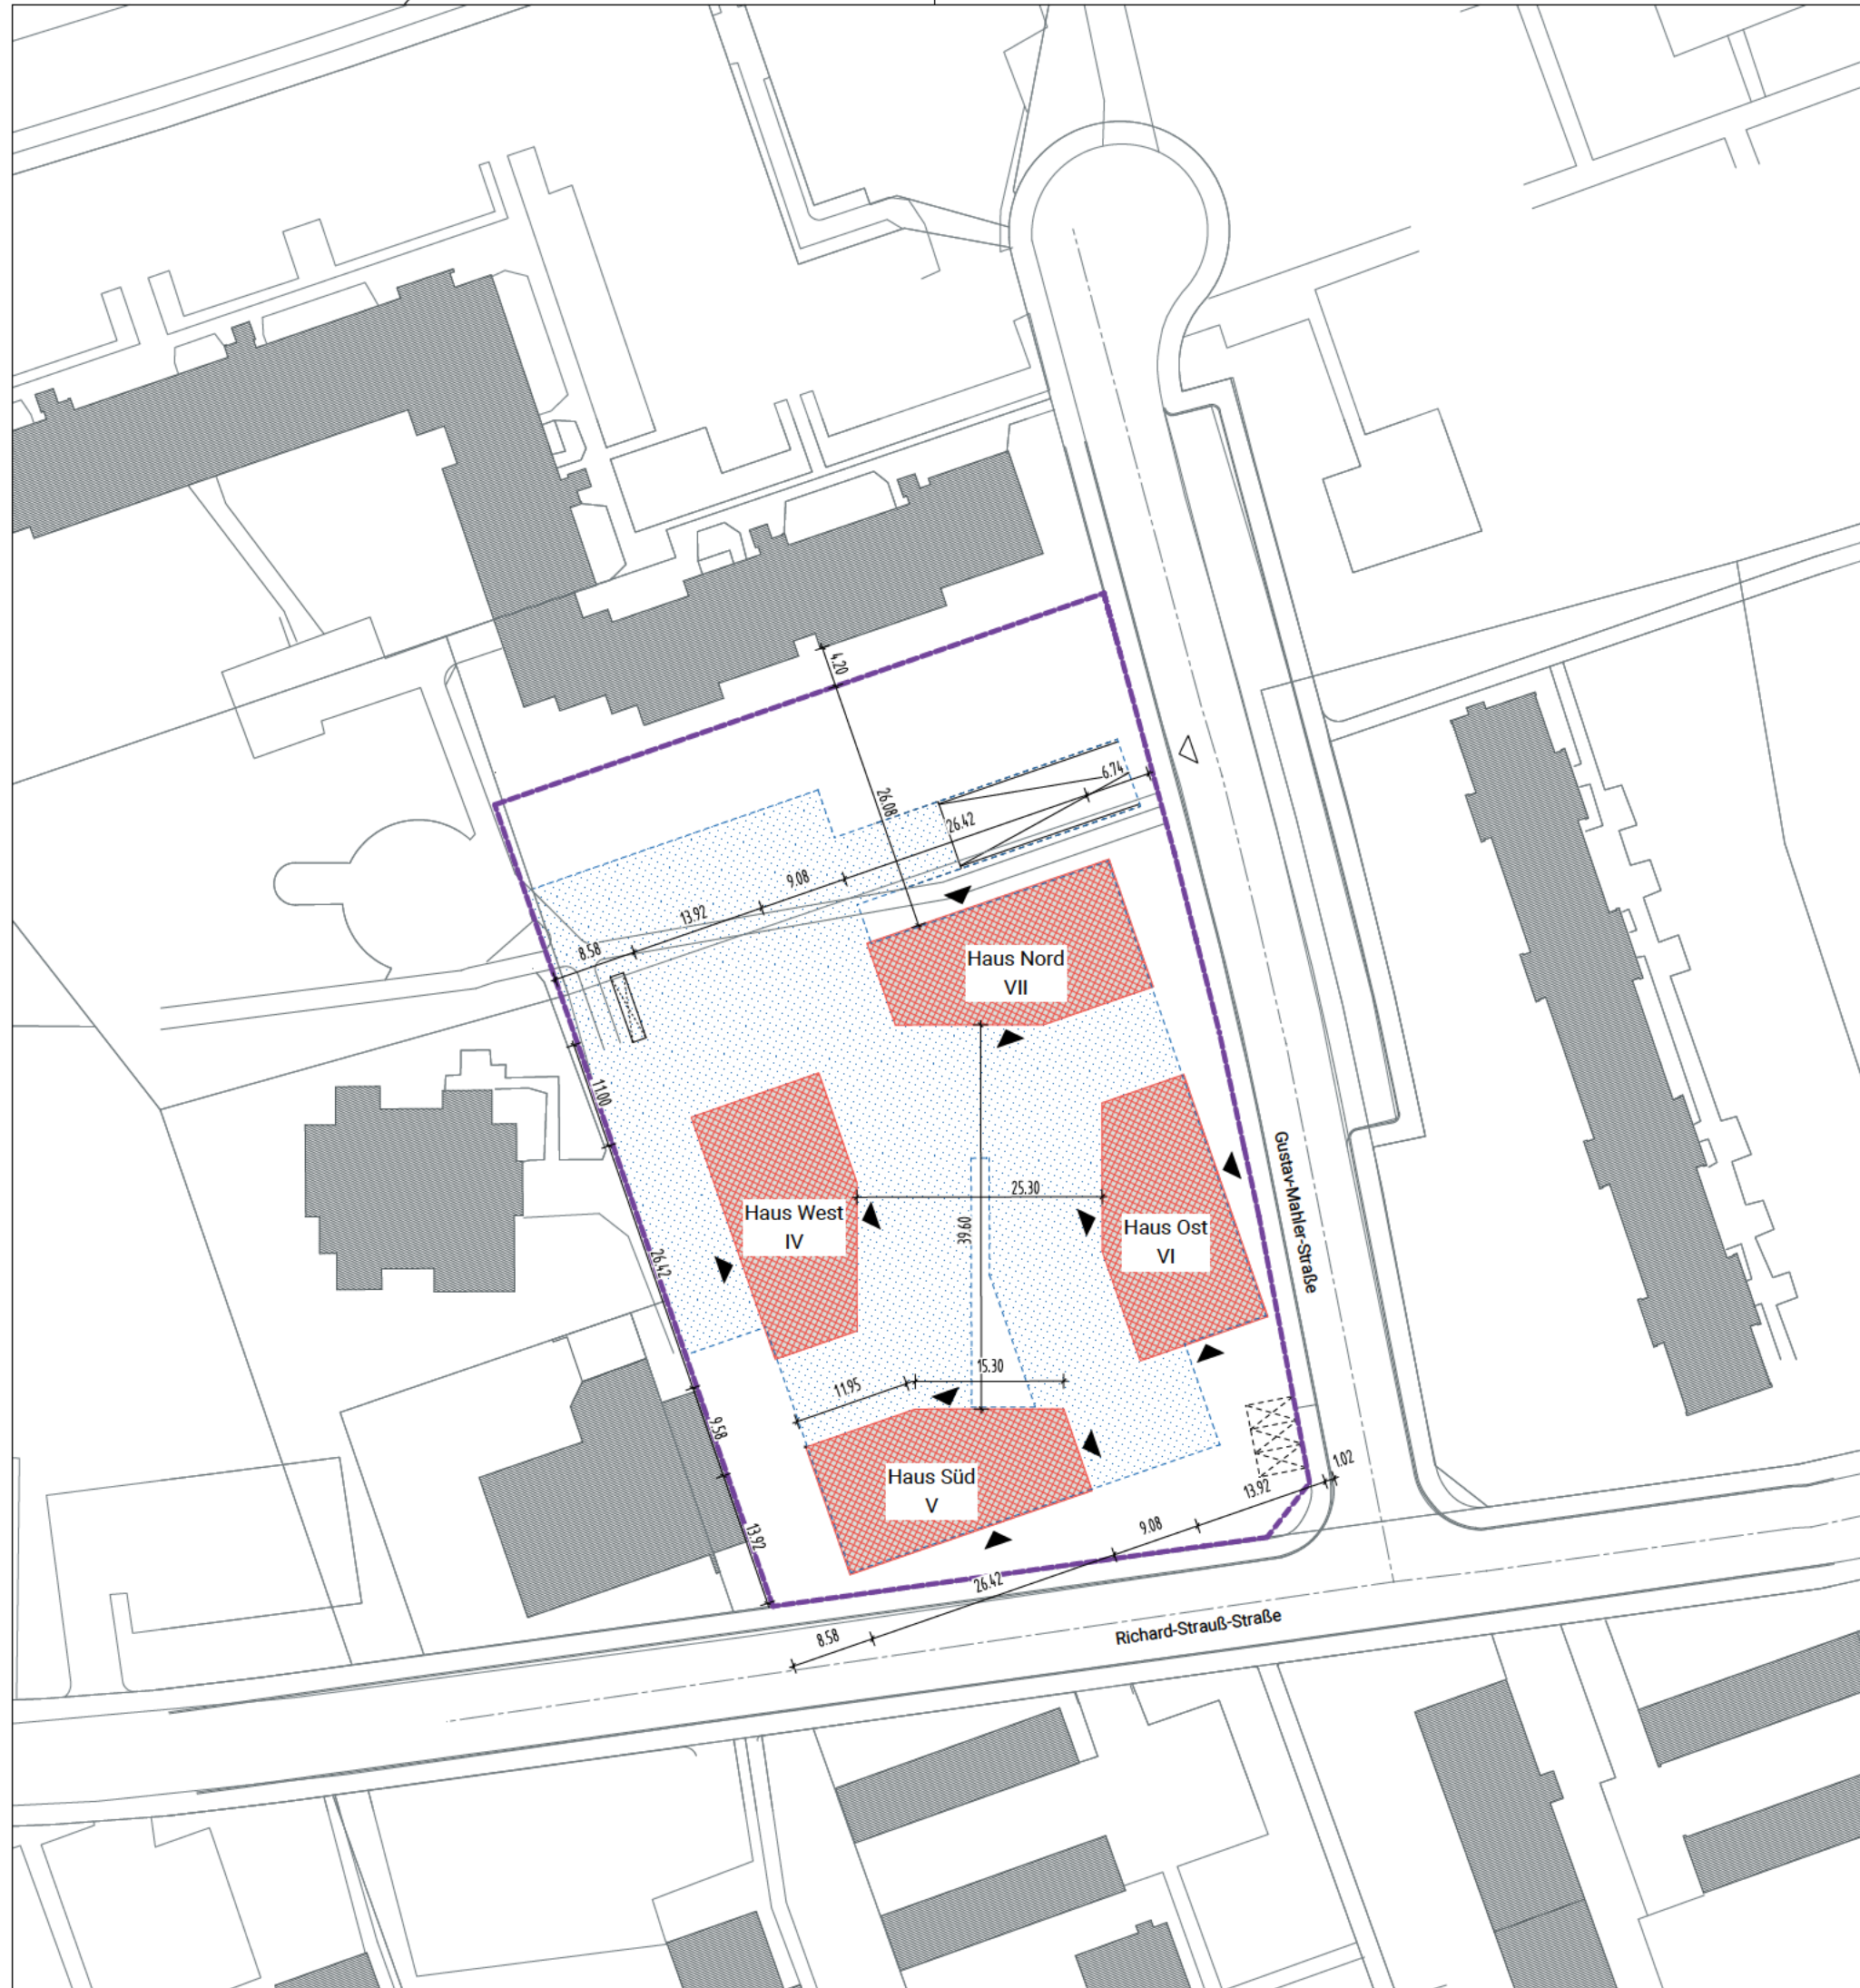 4.20
26.08⁵
6.74
26.42
9.08
13.92
8.58
Haus Nord
VII
11.00
Gustav-Mahler-Straße
25.30
Haus West
IV
Haus Ost
VI
39.60
26.42
15.30
11.95
9.58
Haus Süd
V
1.02
13.92
9.08
13.92
26.42
8.58
Richard-Strauß-Straße